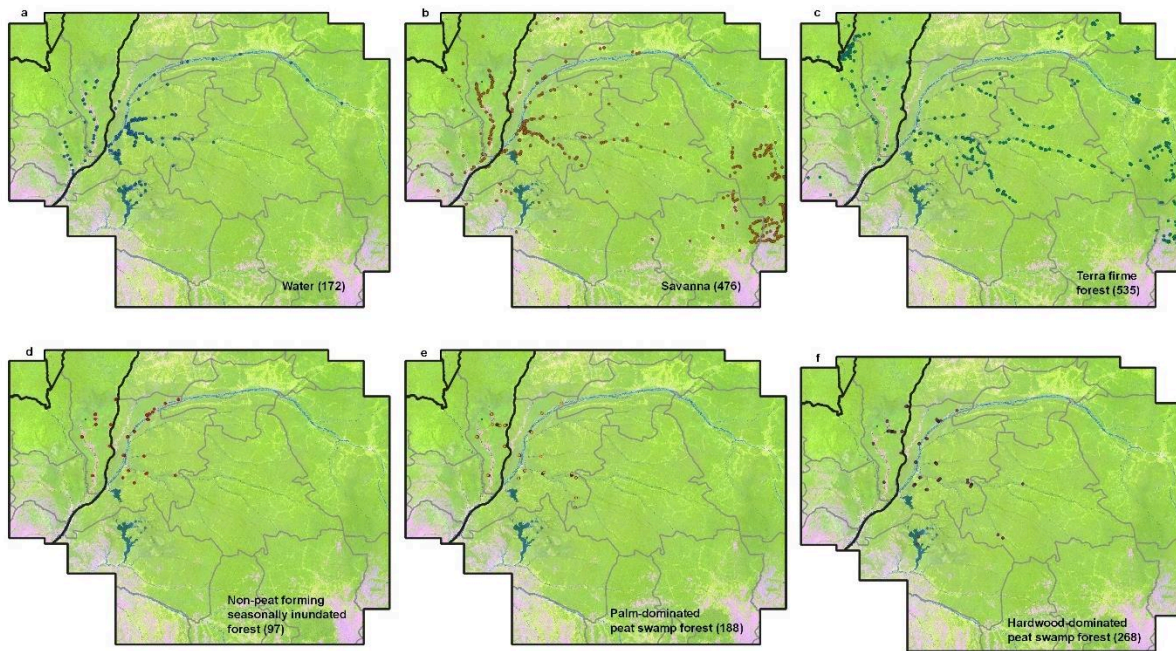 a
b
c
Water (172)
Savanna (476)
Terra firme
forest (535)
d
e
f
Non-peat forming
seasonally inundated
forest (97)
Palm-dominated
peat swamp forest (188)
Hardwood-dominated
peat swamp forest (268)